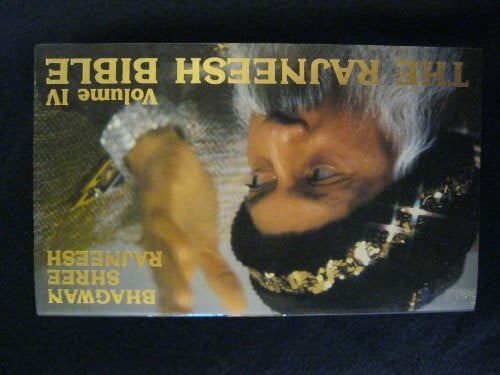 THE RAJNEESH BIBLE
Volume IV
BHAGWAN
SHREE
RAJNEESH